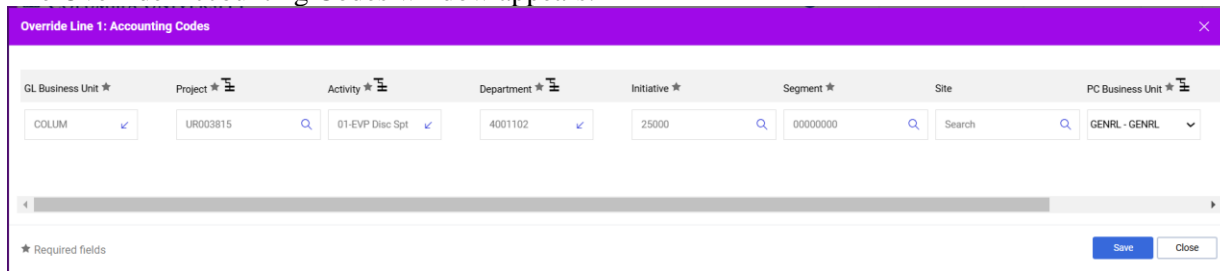 Override Line 1: Accounting Codes
GL Business Unit ★ Project ★ Activity ★ Department ★ Initiative ★ Segment ★ Site PC Business Unit ★
COLUM UR003815 01-EVP Disc Spt 4001102 25000 00000000 Search GENRL - GENRL
★ Required fields Save Close